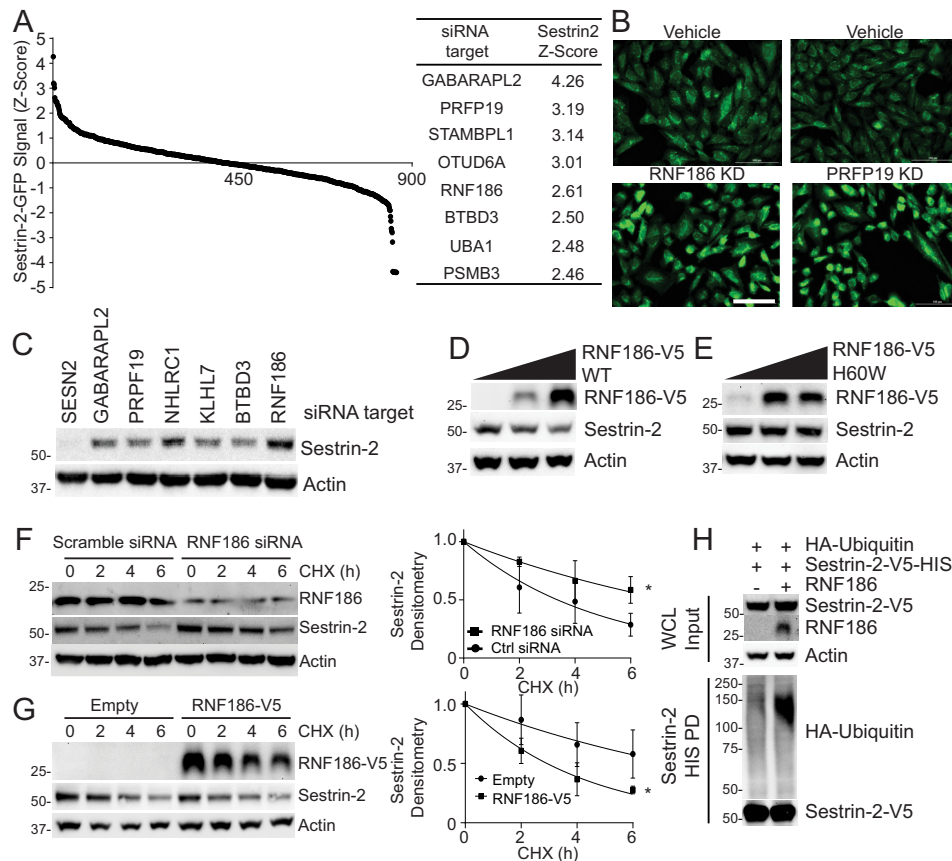 A
Sestrin-2-GFP SIgnal (Z-Score)
5
4
3
2
1
0
-1
-2
-3
-4
-5
450
900
siRNA target Sestrin2 Z-Score
GABARAPL2 4.26
PRFP19 3.19
STAMBPL1 3.14
OTUD6A 3.01
RNF186 2.61
BTBD3 2.50
UBA1 2.48
PSMB3 2.46
B
Vehicle Vehicle
RNF186 KD PRFP19 KD
C
SESN2
GABARAPL2
PRPF19
NHLRC1
KLHL7
BTBD3
RNF186
siRNA target
50- Sestrin-2
37- Actin
D
RNF186-V5
WT
25- RNF186-V5
50- Sestrin-2
37- Actin
E
RNF186-V5
H60W
25- RNF186-V5
50- Sestrin-2
37- Actin
F
Scramble siRNA RNF186 siRNA
0 2 4 6 0 2 4 6 CHX (h)
25- RNF186
50- Sestrin-2
37- Actin
Sestrin-2
Densitometry
1.0
0.5
0.0
*
RNF186 siRNA
Ctrl siRNA
0 2 4 6
CHX (h)
G
Empty RNF186-V5
0 2 4 6 0 2 4 6 CHX (h)
25- RNF186-V5
50- Sestrin-2
37- Actin
Sestrin-2
Densitometry
1.0
0.5
0.0
*
Empty
RNF186-V5
0 2 4 6
CHX (h)
H
+ + HA-Ubiquitin
+ + Sestrin-2-V5-HIS
- + RNF186
WCL
Input
50- Sestrin-2-V5
25- RNF186
37- Actin
Sestrin-2
HIS PD
250-
150-
100-
75-
50-
HA-Ubiquitin
50- Sestrin-2-V5